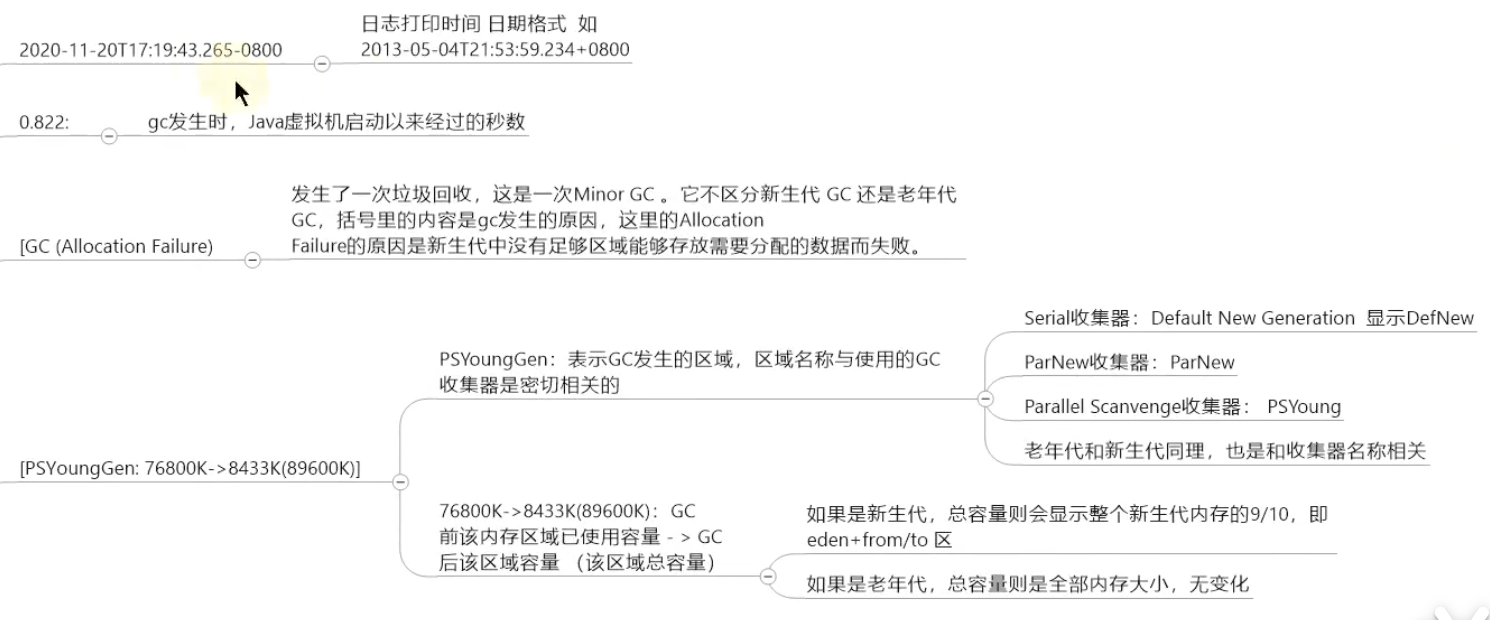 日志打印时间 日期格式 如
2020-11-20T17:19:43.265-0800
2013-05-04T21:53:59.234+0800
0.822:
gc发生时，Java虚拟机启动以来经过的秒数
发生了一次垃圾回收，这是一次Minor GC 。它不区分新生代 GC 还是老年代
GC，括号里的内容是gc发生的原因，这里的Allocation
Failure的原因是新生代中没有足够区域能够存放需要分配的数据而失败。
[GC (Allocation Failure)
Serial收集器：Default New Generation 显示DefNew
PSYoungGen：表示GC发生的区域，区域名称与使用的GC
收集器是密切相关的
ParNew收集器：ParNew
Parallel Scanvenge收集器： PSYoung
老年代和新生代同理，也是和收集器名称相关
[PSYoungGen: 76800K->8433K(89600K)]
76800K->8433K(89600K)：GC
前该内存区域已使用容量 - > GC
后该区域容量 （该区域总容量）
如果是新生代，总容量则会显示整个新生代内存的9/10，即
eden+from/to 区
如果是老年代，总容量则是全部内存大小，无变化